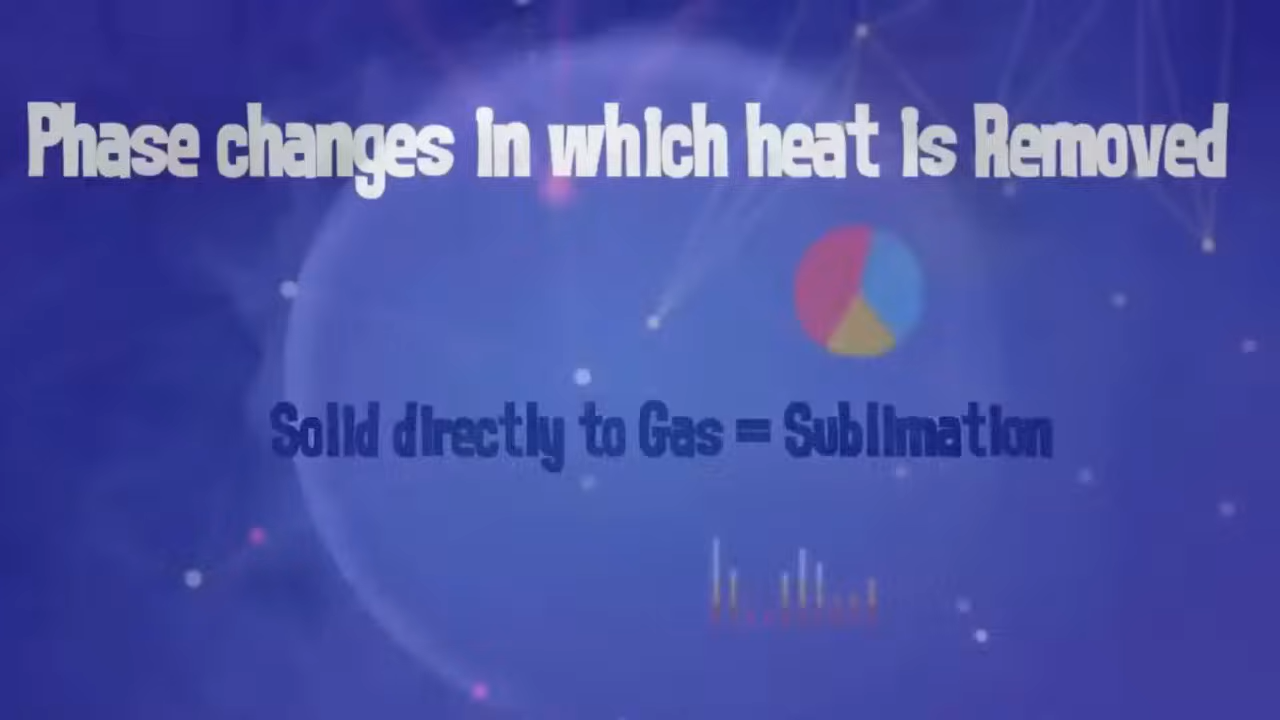 Phase changes in which heat is Removed
Solid directly to Gas = Sublimation